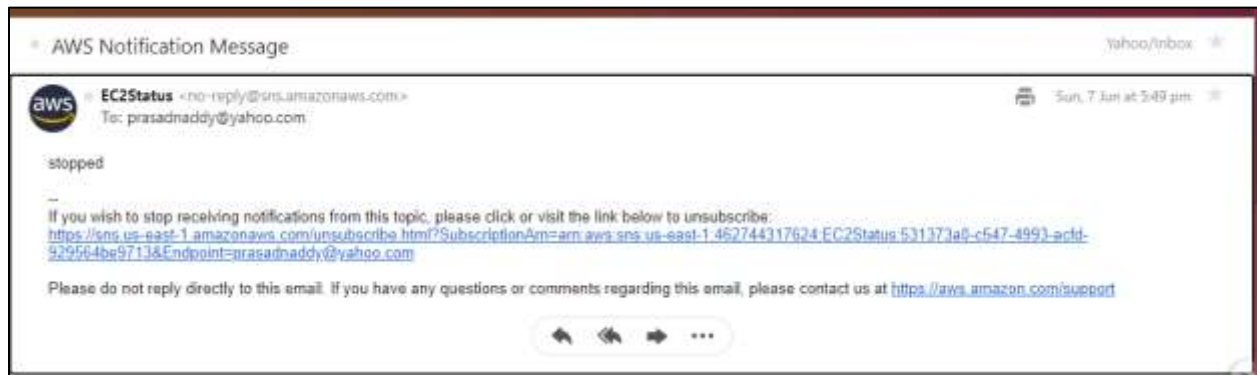 AWS Notification Message
Yahoo/Inbox
aws
EC2Status <no-reply@sns.amazonaws.com>
Sun, 7 Jun at 5:49 pm
To: prasadnaddy@yahoo.com
stopped
--
If you wish to stop receiving notifications from this topic, please click or visit the link below to unsubscribe:
https://sns.us-east-1.amazonaws.com/unsubscribe.html?SubscriptionArn=arn:aws:sns:us-east-1:462744317624:EC2Status:531373a0-c547-4993-acfd-
929564be9713&Endpoint=prasadnaddy@yahoo.com
Please do not reply directly to this email. If you have any questions or comments regarding this email, please contact us at https://aws.amazon.com/support